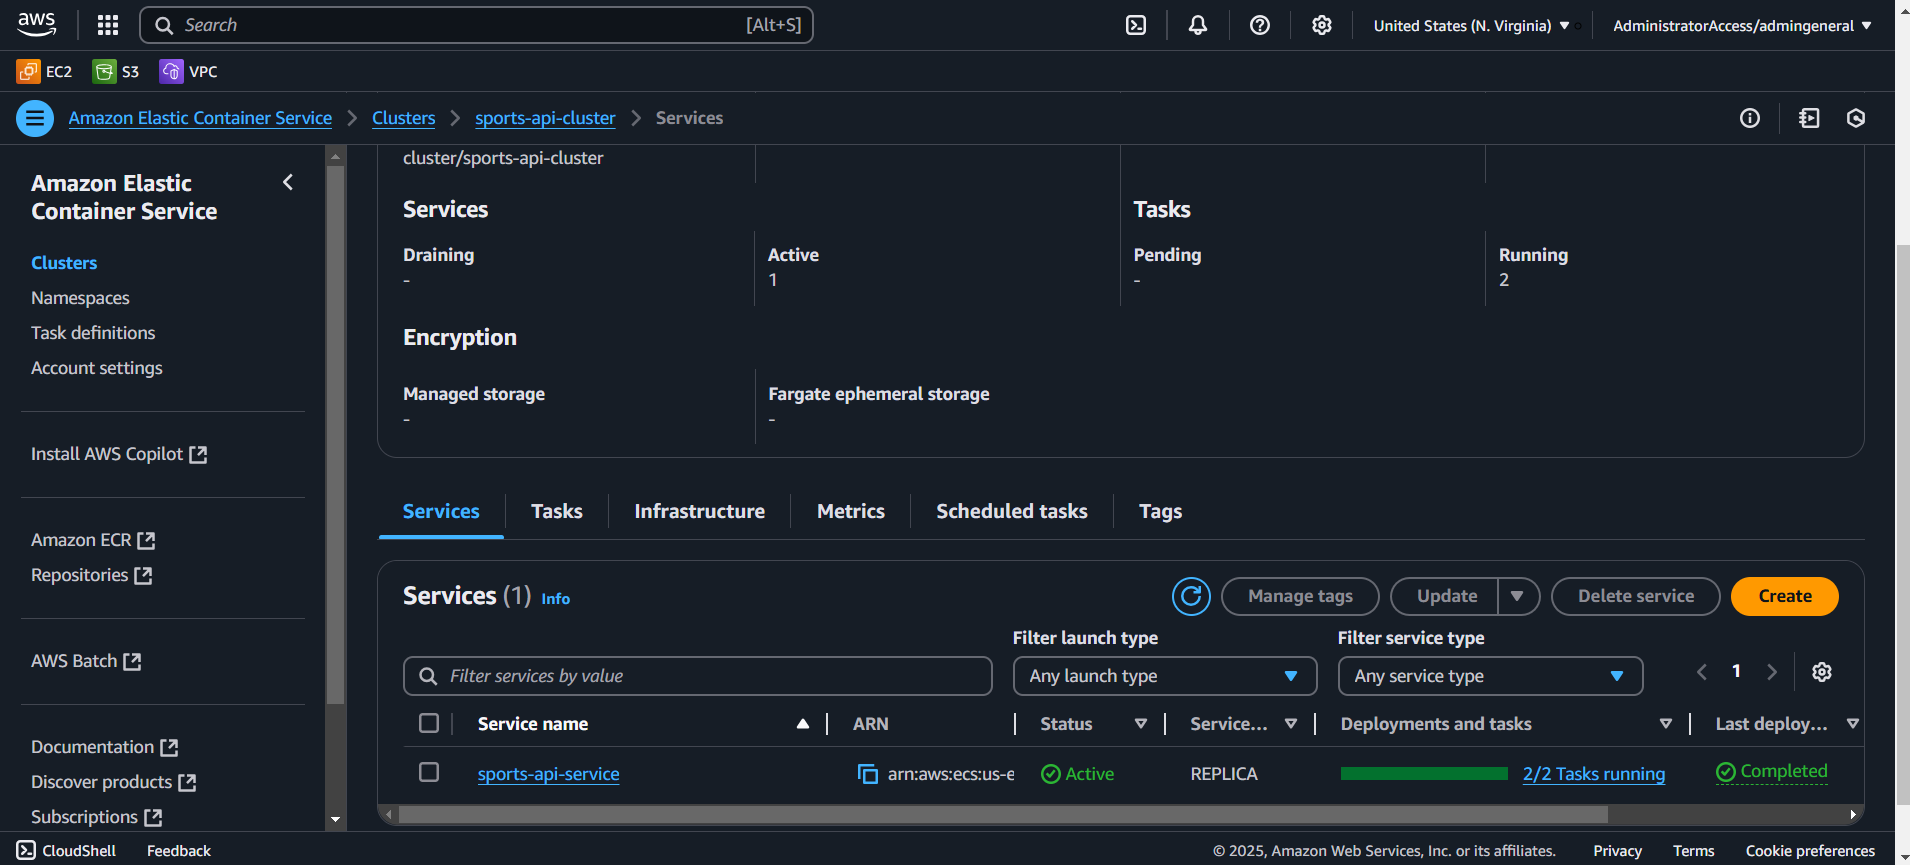 aws
Search [Alt+S]
United States (N. Virginia)
AdministratorAccess/admingeneral
EC2 S3 VPC
Amazon Elastic Container Service > Clusters > sports-api-cluster > Services
Amazon Elastic
Container Service
Clusters
Namespaces
Task definitions
Account settings
Install AWS Copilot
Amazon ECR
Repositories
AWS Batch
Documentation
Discover products
Subscriptions
cluster/sports-api-cluster
Services Tasks
Draining Active Pending Running
- 1 - 2
Encryption
Managed storage Fargate ephemeral storage
- -
Services Tasks Infrastructure Metrics Scheduled tasks Tags
Services (1) Info
Manage tags Update Delete service Create
Filter launch type Filter service type
Filter services by value Any launch type Any service type 1
Service name ARN Status Service... Deployments and tasks Last deploy...
sports-api-service arn:aws:ecs:us-e Active REPLICA 2/2 Tasks running Completed
CloudShell Feedback © 2025, Amazon Web Services, Inc. or its affiliates. Privacy Terms Cookie preferences